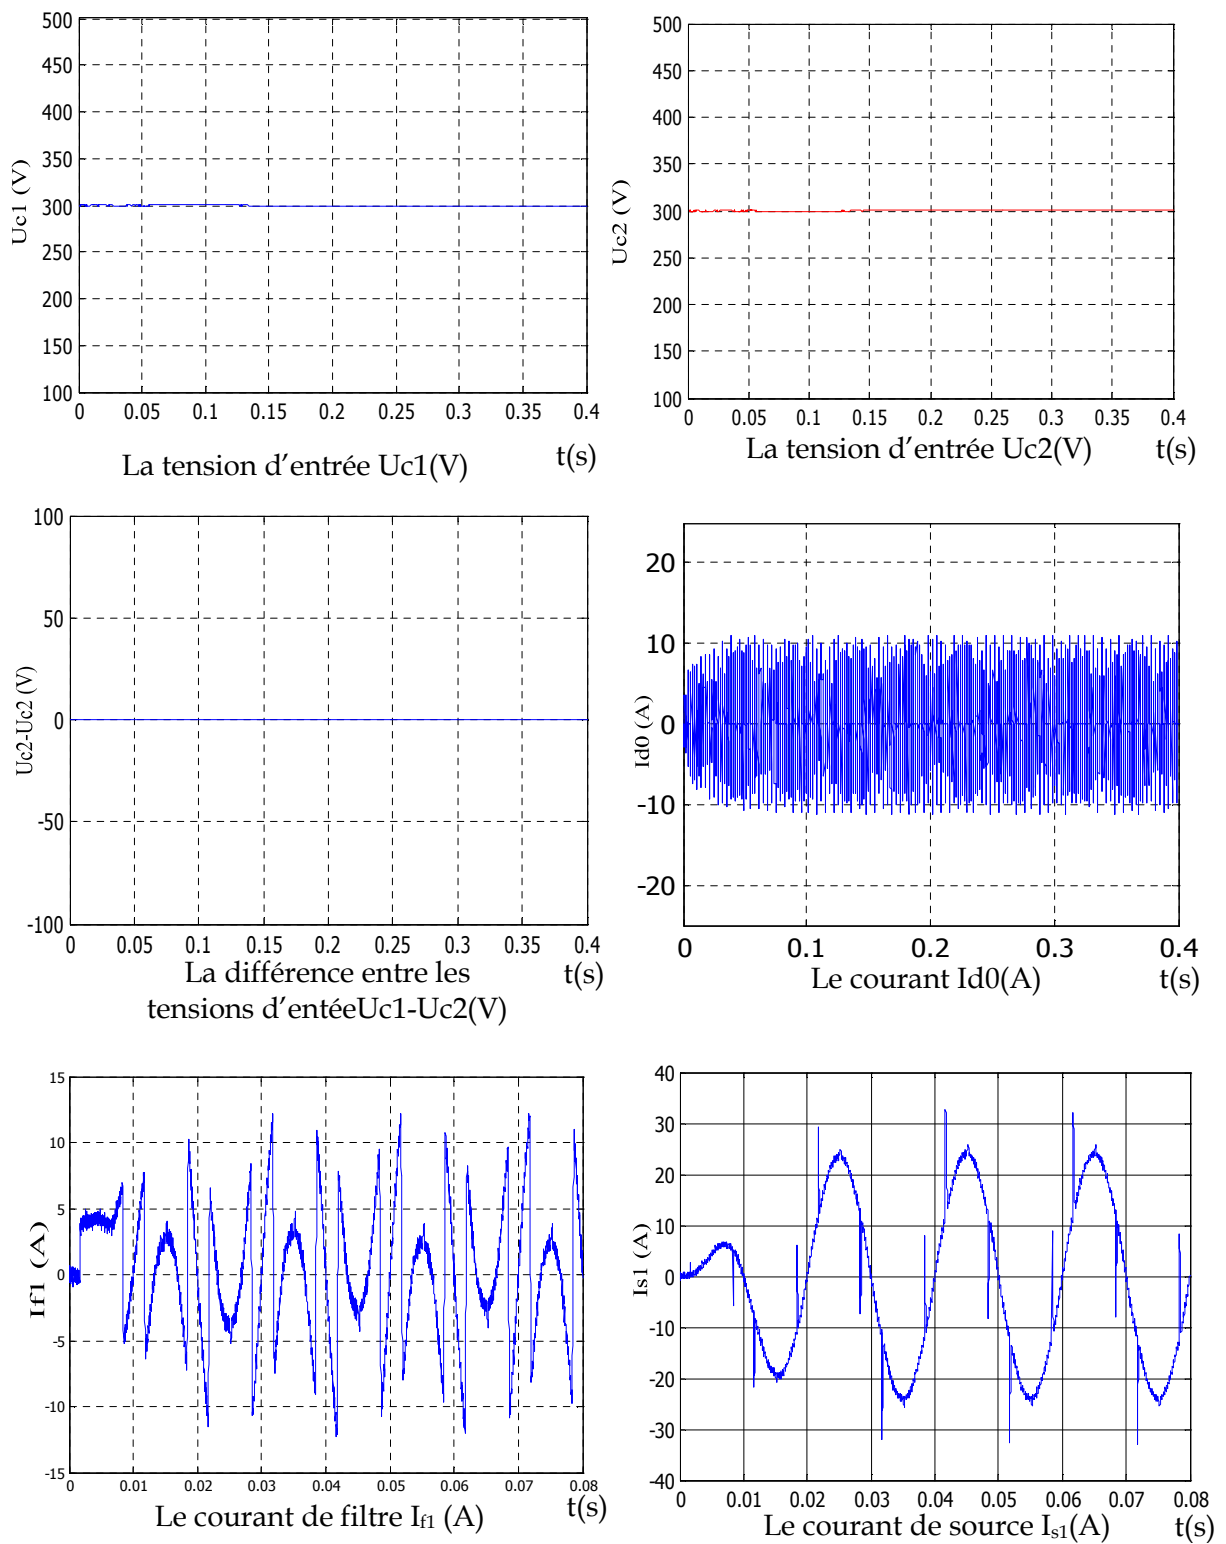 500
450
400
350
300
250
200
150
100
Uc1 (V)
0 0.05 0.1 0.15 0.2 0.25 0.3 0.35 0.4
La tension d'entrée Uc1(V) t(s)
500
450
400
350
300
250
200
150
100
Uc2 (V)
0 0.05 0.1 0.15 0.2 0.25 0.3 0.35 0.4
La tension d'entrée Uc2(V) t(s)
100
50
0
-50
-100
Uc2-Uc2 (V)
0 0.05 0.1 0.15 0.2 0.25 0.3 0.35 0.4
La différence entre les t(s)
tensions d'entéeUc1-Uc2(V)
20
10
0
-10
-20
Id0 (A)
0 0.1 0.2 0.3 0.4
Le courant Id0(A) t(s)
15
10
5
0
-5
-10
-15
If1 (A)
0 0.01 0.02 0.03 0.04 0.05 0.06 0.07 0.08
Le courant de filtre If1 (A) t(s)
40
30
20
10
0
-10
-20
-30
-40
Is1 (A)
0 0.01 0.02 0.03 0.04 0.05 0.06 0.07 0.08
Le courant de source Is1(A) t(s)